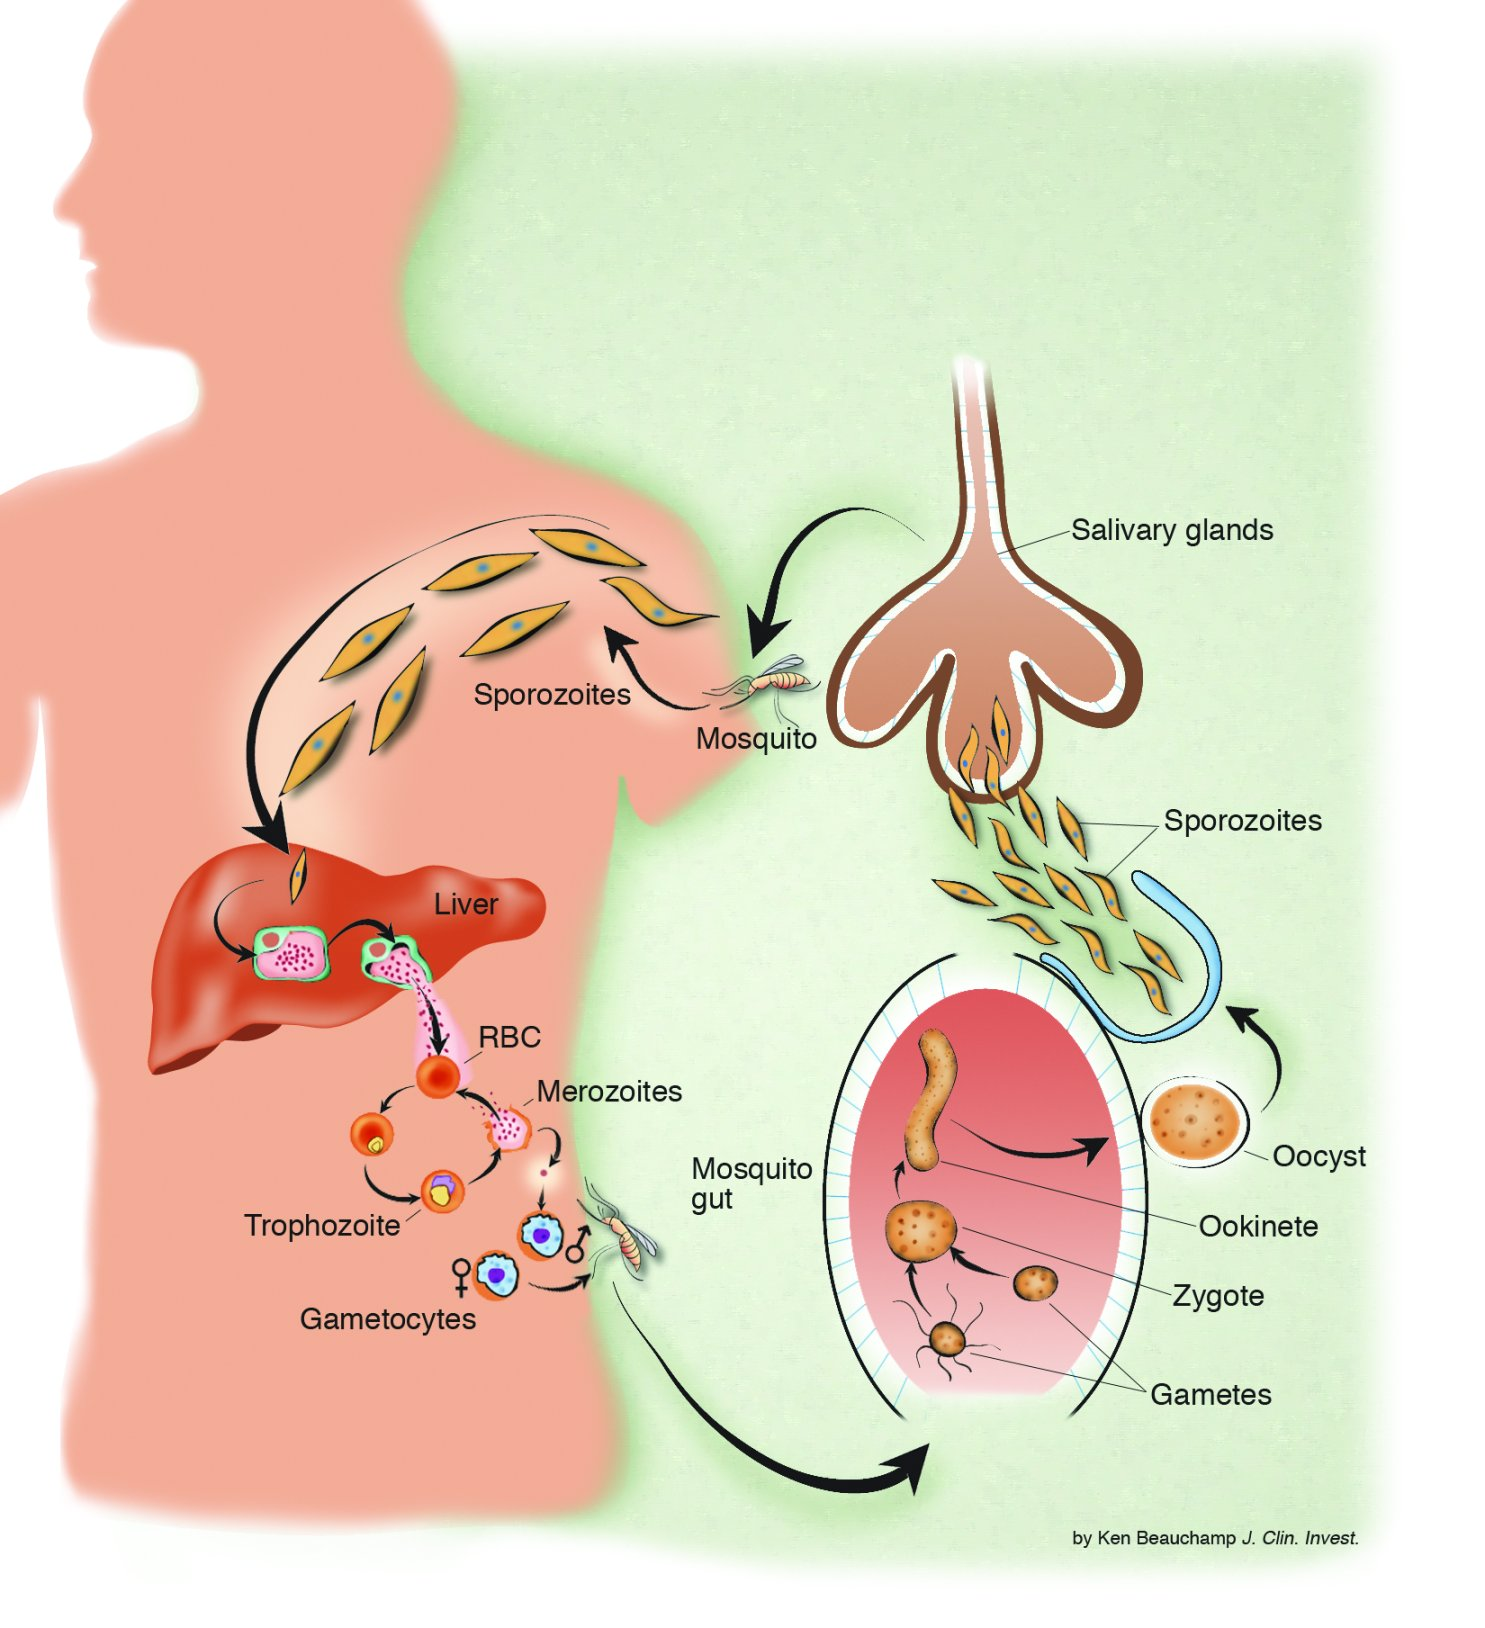 Salivary glands
Sporozoites
Mosquito
Sporozoites
Liver
RBC
Merozoites
Mosquito
gut
Oocyst
Trophozoite
Ookinete
♂
♀
Zygote
Gametocytes
Gametes
by Ken Beauchamp J. Clin. Invest.